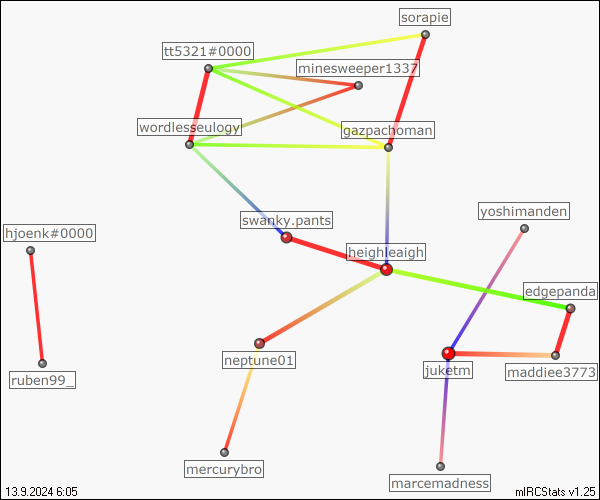 sorapie
tt5321#0000
minesweeper1337
wordlesseulogy
gazpachoman
swanky.pants
yoshimanden
hjoenk#0000
heighleaigh
edgepanda
neptune01
juketm
maddiee3773
ruben99_
mercurybro
marcemadness
13.9.2024 6:05
mIRCStats v1.25